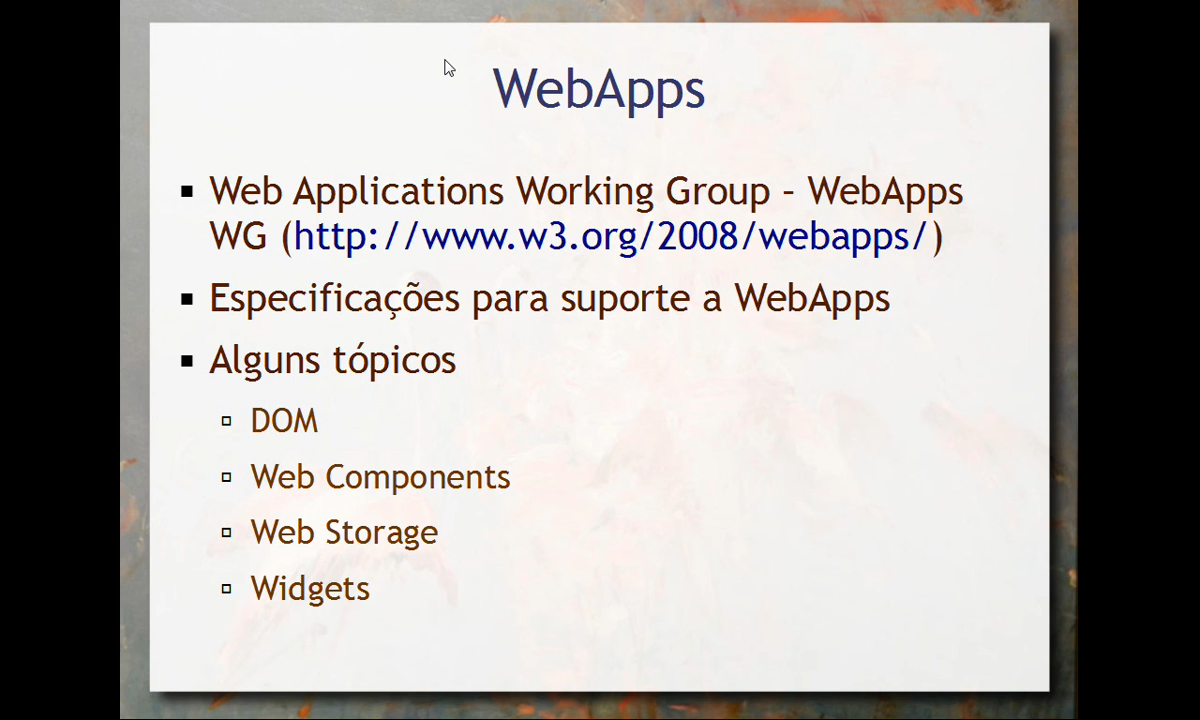 WebApps
Web Applications Working Group – WebApps
WG (http://www.w3.org/2008/webapps/)
Especificações para suporte a WebApps
Alguns tópicos
DOM
Web Components
Web Storage
Widgets